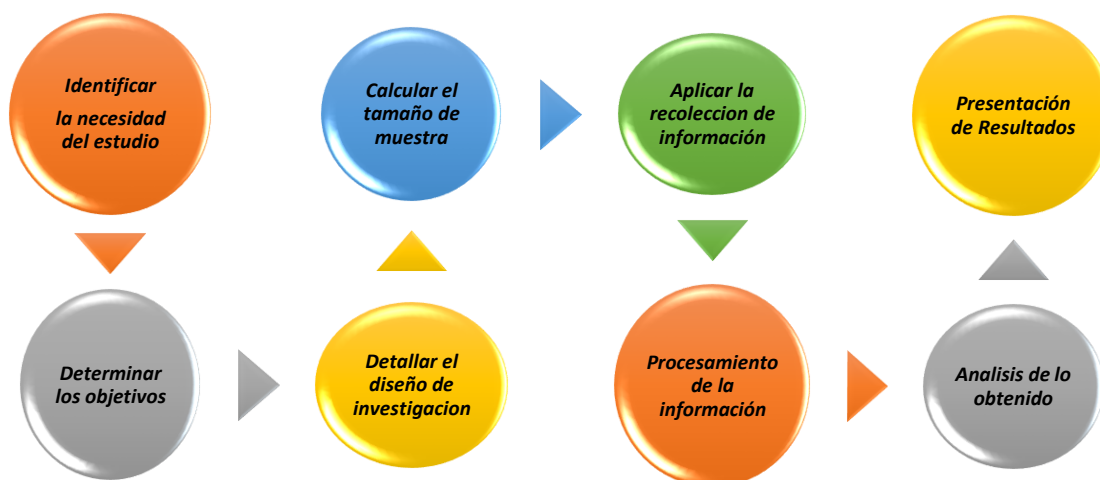 Identificar
la necesidad
del estudio
Determinar
los objetivos
Detallar el
diseño de
investigacion
Calcular el
tamaño de
muestra
Aplicar la
recoleccion de
información
Procesamiento
de la
información
Analisis de lo
obtenido
Presentación
de Resultados